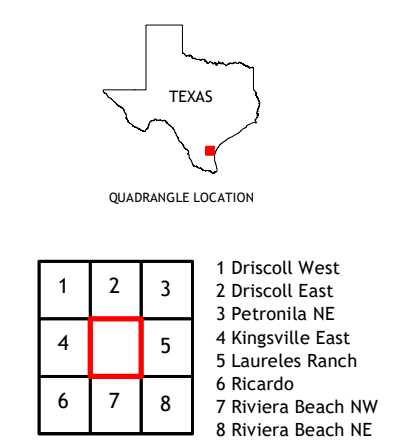 TEXAS
QUADRANGLE LOCATION
1 2 3
4 5
6 7 8
1 Driscoll West
2 Driscoll East
3 Petronila NE
4 Kingsville East
5 Laureles Ranch
6 Ricardo
7 Riviera Beach NW
8 Riviera Beach NE